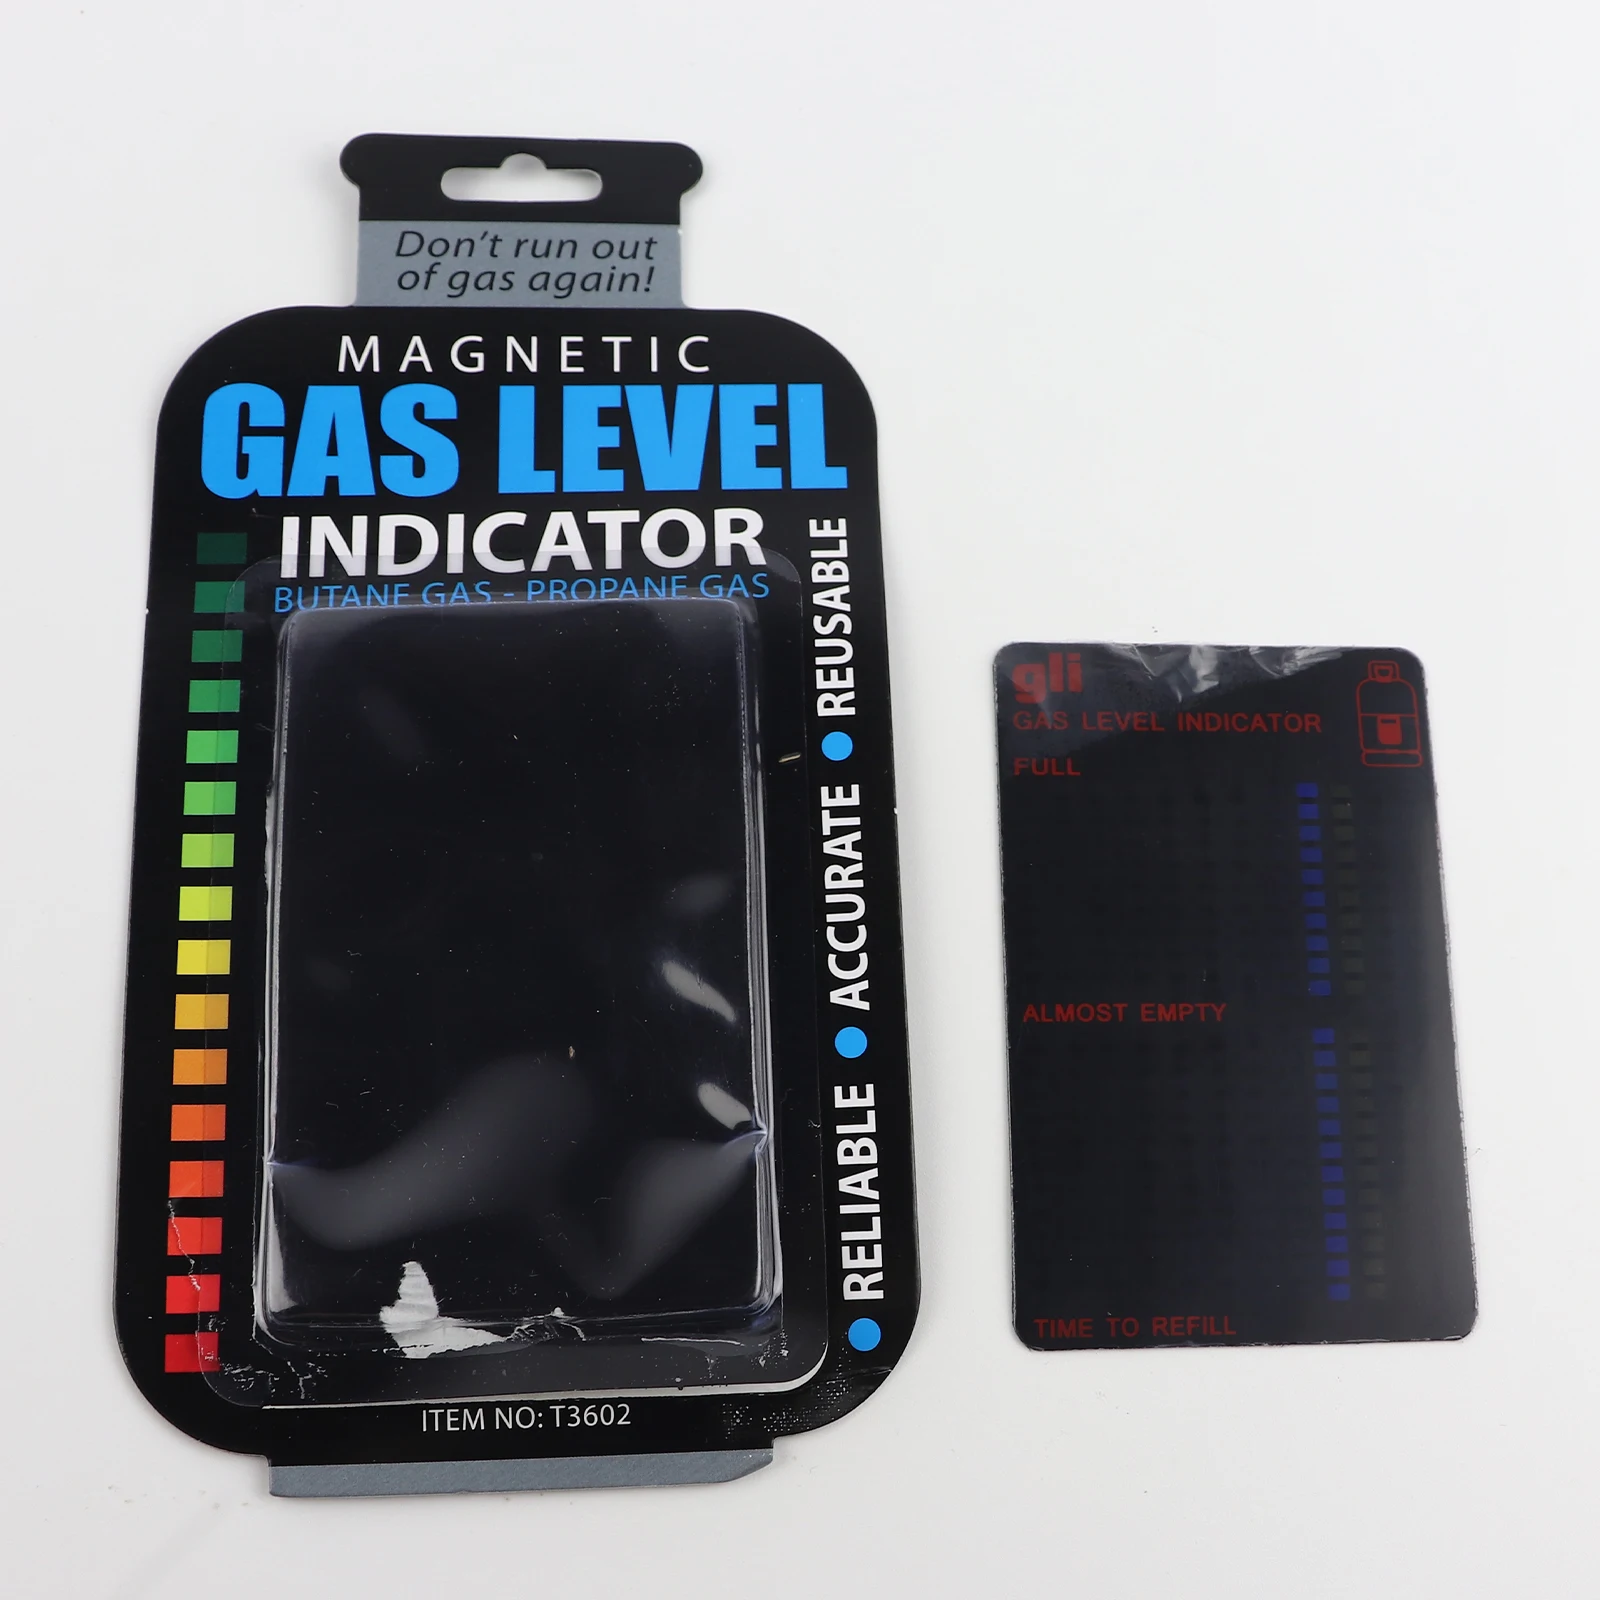 Don't run out
of gas again!
MAGNETIC
GAS LEVEL
INDICATOR
BUTANE GAS - PROPANE GAS
RELIABLE ACCURATE REUSABLE
ITEM NO: T3602
gli
GAS LEVEL INDICATOR
FULL
ALMOST EMPTY
TIME TO REFILL